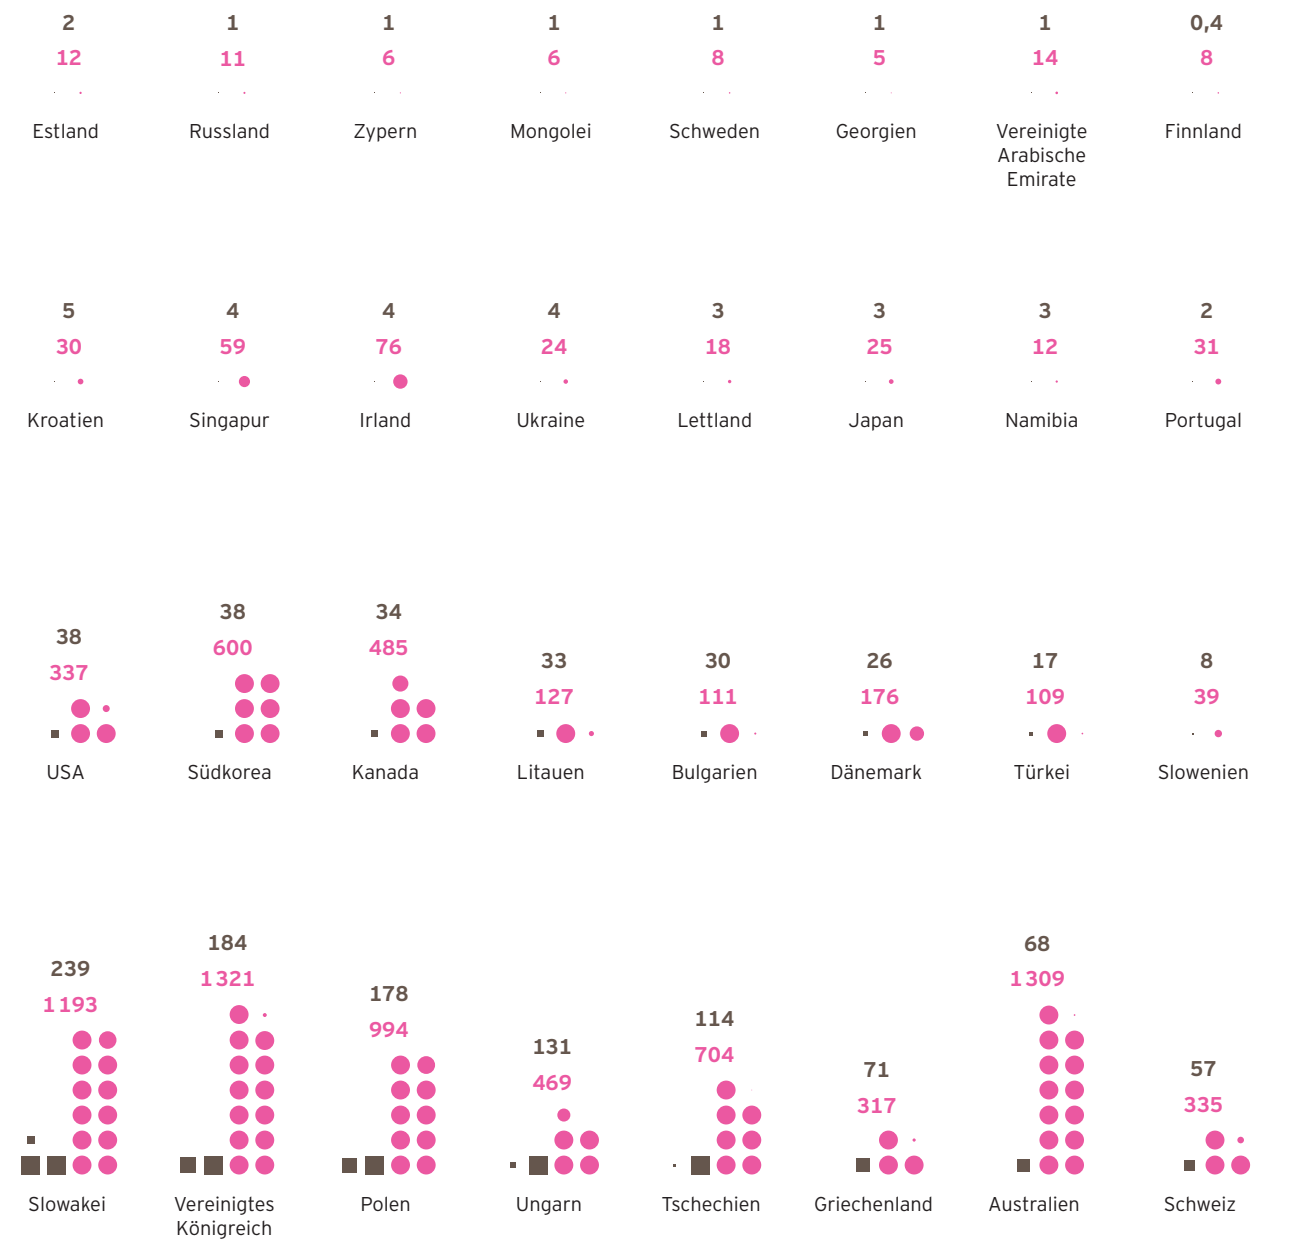 2 1 1 1 1 1 1 0,4
12 11 6 6 8 5 14 8
Estland Russland Zypern Mongolei Schweden Georgien Vereinigte Finnland
Arabische
Emirate
5 4 4 4 3 3 3 2
30 59 76 24 18 25 12 31
Kroatien Singapur Irland Ukraine Lettland Japan Namibia Portugal
38 34
38
600 485
33 30 26 17 8
337
127 111 176 109 39
USA Südkorea Kanada Litauen Bulgarien Dänemark Türkei Slowenien
184 68
239
1 321 1 309
178
1 193
114
994
131
704
57
71
469
335
317
Slowakei Vereinigtes Polen Ungarn Tschechien Griechenland Australien Schweiz
Königreich